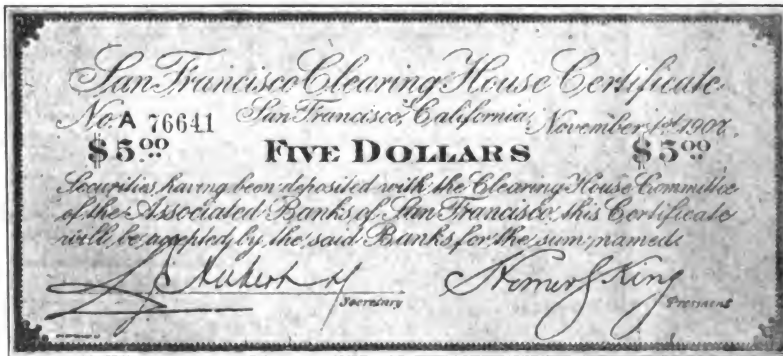 San Francisco Clearing House Certificate
No. A 76641 San Francisco, California, November 1st 1907.
$5.00 FIVE DOLLARS $5.00
Securities having been deposited with the Clearing House Committee
of the Associated Banks of San Francisco, this Certificate
will be accepted by the said Banks for the sum named.
Homer S King
Secretary President